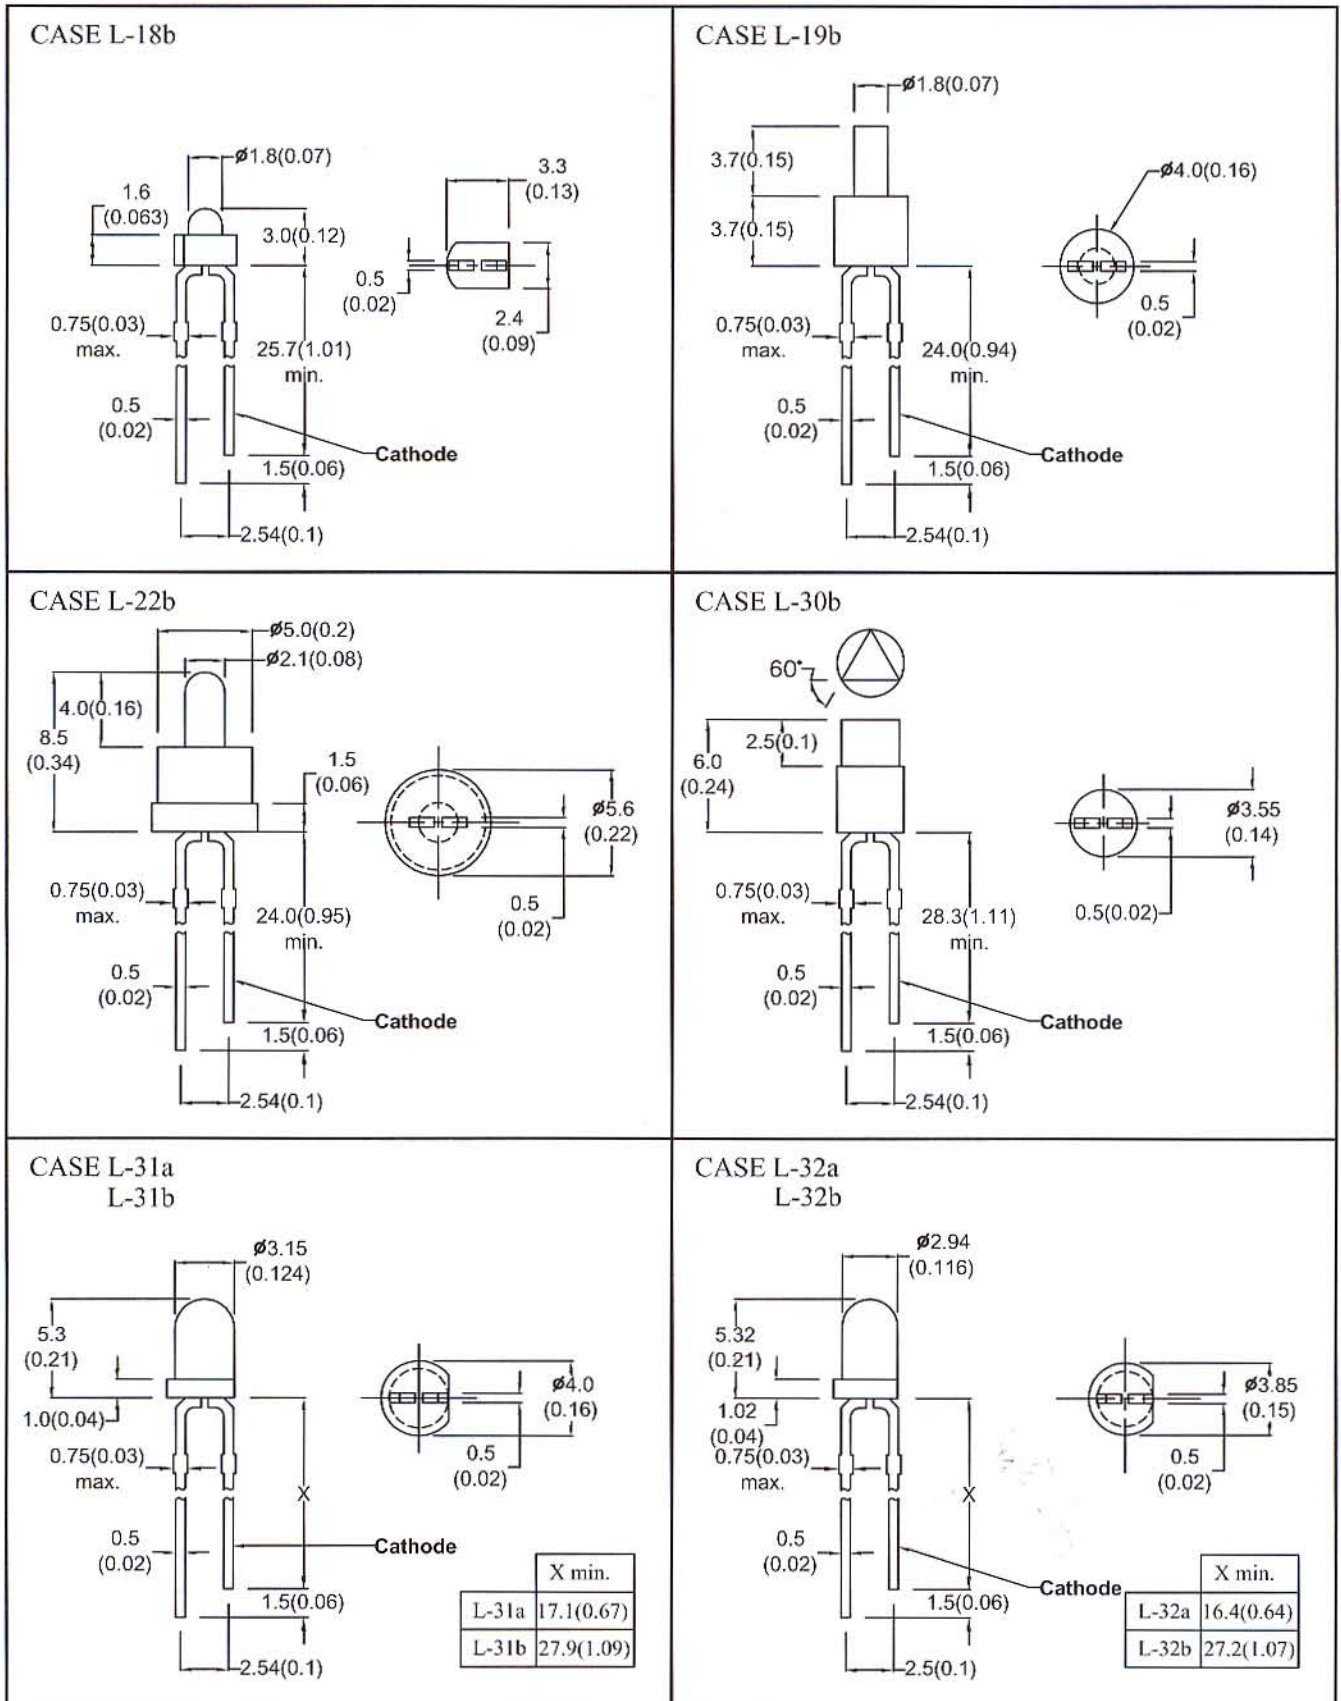 CASE L-18b
ø1.8(0.07)
1.6
(0.063)
3.0(0.12)
3.3
(0.13)
0.5
(0.02)
2.4
(0.09)
0.75(0.03)
max.
25.7(1.01)
min.
0.5
(0.02)
Cathode
1.5(0.06)
2.54(0.1)
CASE L-19b
ø1.8(0.07)
3.7(0.15)
3.7(0.15)
ø4.0(0.16)
0.5
(0.02)
0.75(0.03)
max.
24.0(0.94)
min.
0.5
(0.02)
Cathode
1.5(0.06)
2.54(0.1)
CASE L-22b
ø5.0(0.2)
ø2.1(0.08)
4.0(0.16)
8.5
(0.34)
1.5
(0.06)
ø5.6
(0.22)
0.5
(0.02)
0.75(0.03)
max.
24.0(0.95)
min.
0.5
(0.02)
Cathode
1.5(0.06)
2.54(0.1)
CASE L-30b
60°
2.5(0.1)
6.0
(0.24)
ø3.55
(0.14)
0.5(0.02)
0.75(0.03)
max.
28.3(1.11)
min.
0.5
(0.02)
Cathode
1.5(0.06)
2.54(0.1)
CASE L-31a
L-31b
ø3.15
(0.124)
5.3
(0.21)
1.0(0.04)
ø4.0
(0.16)
0.5
(0.02)
0.75(0.03)
max.
X
0.5
(0.02)
Cathode
1.5(0.06)
2.54(0.1)
X min.
L-31a 17.1(0.67)
L-31b 27.9(1.09)
CASE L-32a
L-32b
ø2.94
(0.116)
5.32
(0.21)
1.02
(0.04)
ø3.85
(0.15)
0.5
(0.02)
0.75(0.03)
max.
X
0.5
(0.02)
Cathode
1.5(0.06)
2.5(0.1)
X min.
L-32a 16.4(0.64)
L-32b 27.2(1.07)